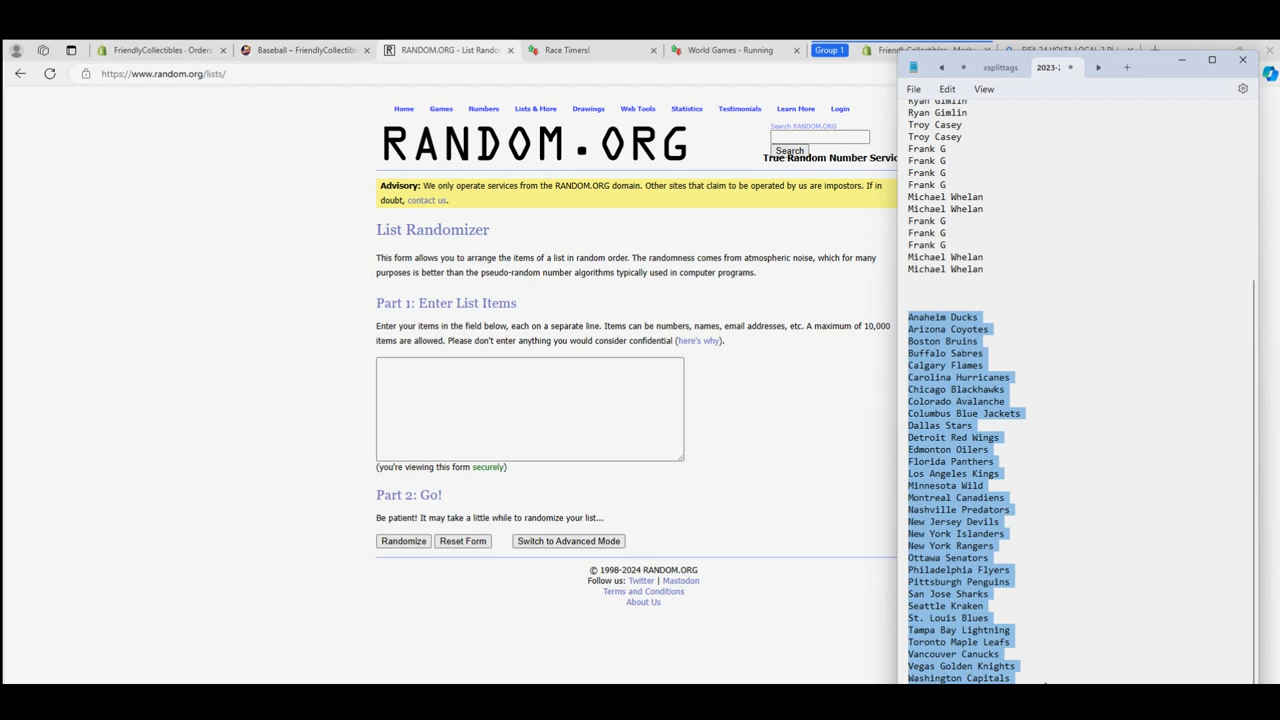 FriendlyCollectibles - Orders
Baseball – FriendlyCollectibles
RANDOM.ORG - List Rando
Race Timers!
World Games - Running
Group 1
https://www.random.org/lists/
Home Games Numbers Lists & More Drawings Web Tools Statistics Testimonials Learn More Login
RANDOM.ORG
Search RANDOM.ORG
Search
True Random Number Servic
Advisory: We only operate services from the RANDOM.ORG domain. Other sites that claim to be operated by us are impostors. If in
doubt, contact us.
List Randomizer
This form allows you to arrange the items of a list in random order. The randomness comes from atmospheric noise, which for many
purposes is better than the pseudo-random number algorithms typically used in computer programs.
Part 1: Enter List Items
Enter your items in the field below, each on a separate line. Items can be numbers, names, email addresses, etc. A maximum of 10,000
items are allowed. Please don't enter anything you would consider confidential (here's why).
(you're viewing this form securely)
Part 2: Go!
Be patient! It may take a little while to randomize your list...
Randomize Reset Form Switch to Advanced Mode
© 1998-2024 RANDOM.ORG
Follow us: Twitter | Mastodon
Terms and Conditions
About Us
xsplittags
2023-2
File Edit View
Ryan Gimlin
Ryan Gimlin
Troy Casey
Troy Casey
Frank G
Frank G
Frank G
Frank G
Michael Whelan
Michael Whelan
Frank G
Frank G
Frank G
Michael Whelan
Michael Whelan
Anaheim Ducks
Arizona Coyotes
Boston Bruins
Buffalo Sabres
Calgary Flames
Carolina Hurricanes
Chicago Blackhawks
Colorado Avalanche
Columbus Blue Jackets
Dallas Stars
Detroit Red Wings
Edmonton Oilers
Florida Panthers
Los Angeles Kings
Minnesota Wild
Montreal Canadiens
Nashville Predators
New Jersey Devils
New York Islanders
New York Rangers
Ottawa Senators
Philadelphia Flyers
Pittsburgh Penguins
San Jose Sharks
Seattle Kraken
St. Louis Blues
Tampa Bay Lightning
Toronto Maple Leafs
Vancouver Canucks
Vegas Golden Knights
Washington Capitals